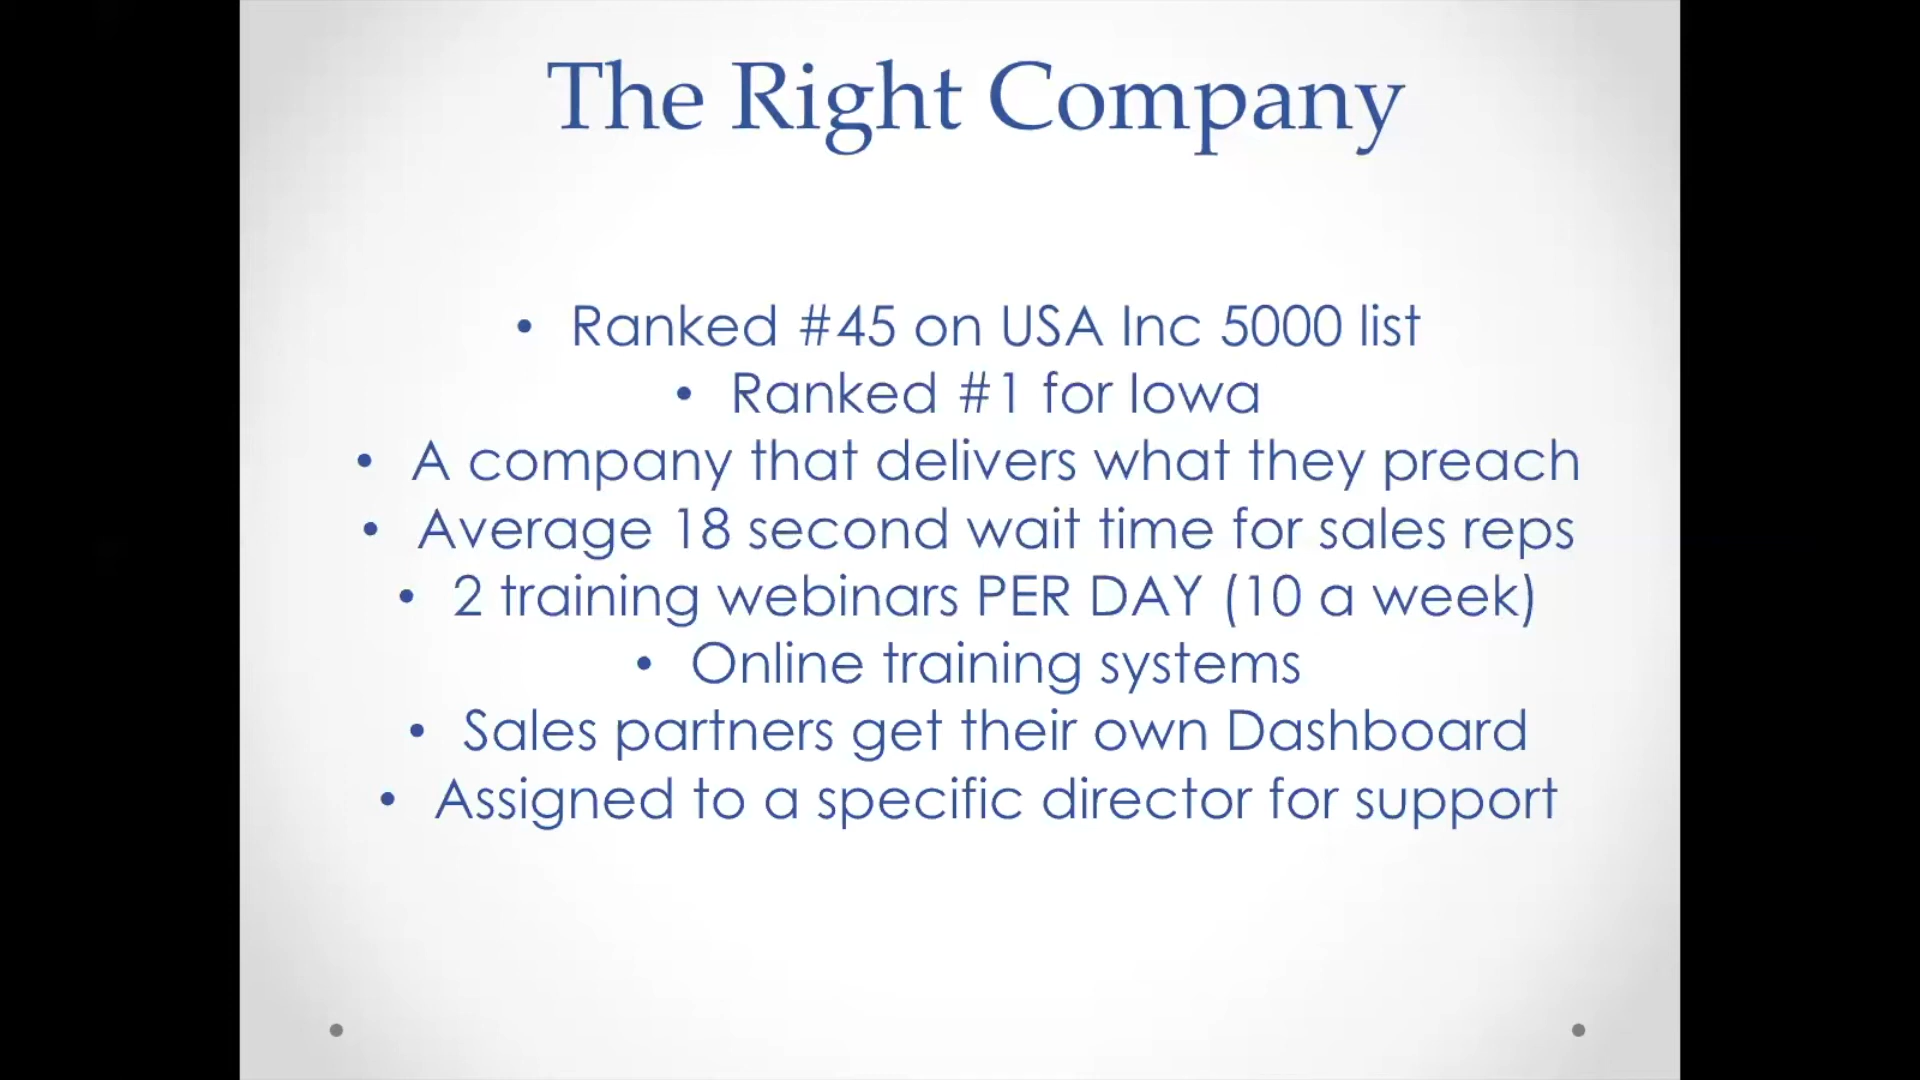 The Right Company
• Ranked #45 on USA Inc 5000 list
• Ranked #1 for Iowa
• A company that delivers what they preach
• Average 18 second wait time for sales reps
• 2 training webinars PER DAY (10 a week)
• Online training systems
• Sales partners get their own Dashboard
• Assigned to a specific director for support